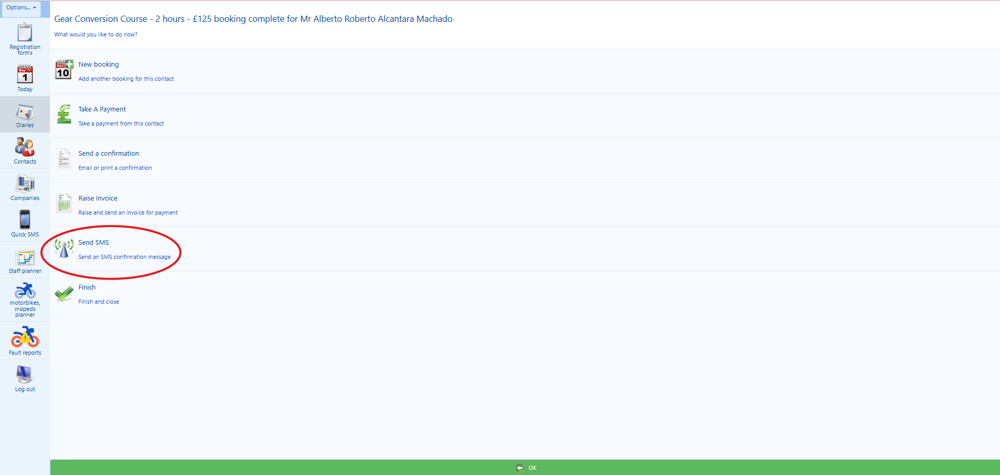 Options...
Registration
forms
Day
1
Today
Diaries
Contacts
Companies
Quick SMS
Staff planner
motorbikes,
mopeds
planner
Fault reports
Log out
Gear Conversion Course - 2 hours - £125 booking complete for Mr Alberto Roberto Alcantara Machado
What would you like to do now?
Nov
10
New booking
Add another booking for this contact
Take A Payment
Take a payment from this contact
Send a confirmation
Email or print a confirmation
Raise Invoice
Raise and send an invoice for payment
Send SMS
Send an SMS confirmation message
Finish
Finish and close
OK